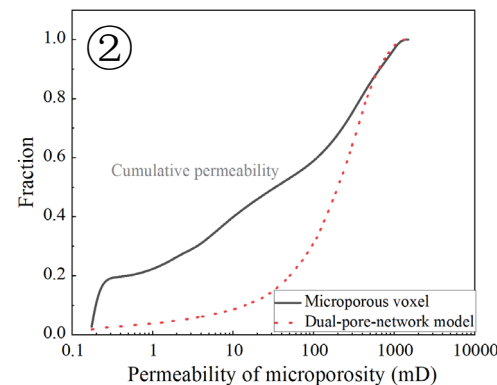 ②
1.0
0.8
0.6
0.4
0.2
0.0
Fraction
Cumulative permeability
Microporous voxel
Dual-pore-network model
0.1 1 10 100 1000 10000
Permeability of microporosity (mD)